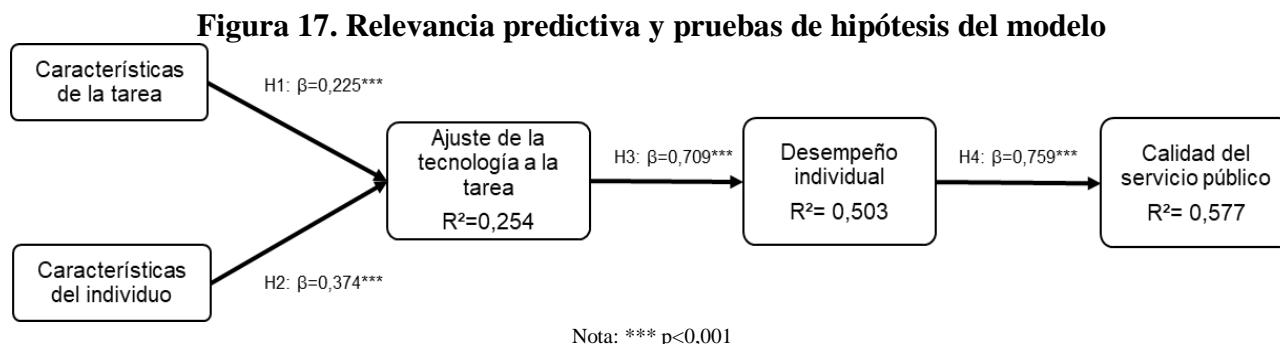 Figura 17. Relevancia predictiva y pruebas de hipótesis del modelo
Características
de la tarea
H1: β=0,225***
Ajuste de la
tecnología a la
tarea
R²=0,254
H3: β=0,709***
Desempeño
individual
R²= 0,503
H4: β=0,759***
Calidad del
servicio público
R²= 0,577
Características
del individuo
H2: β=0,374***
Nota: *** p<0,001